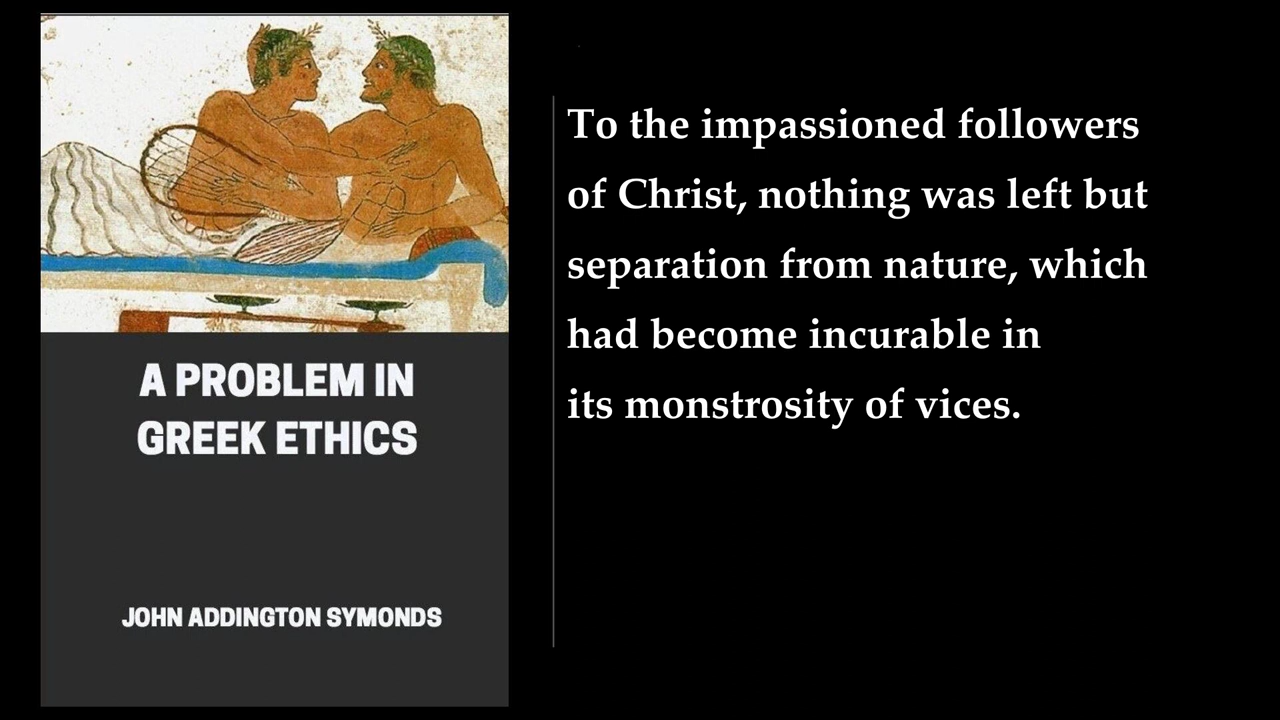 A PROBLEM IN
GREEK ETHICS
JOHN ADDINGTON SYMONDS
To the impassioned followers
of Christ, nothing was left but
separation from nature, which
had become incurable in
its monstrosity of vices.